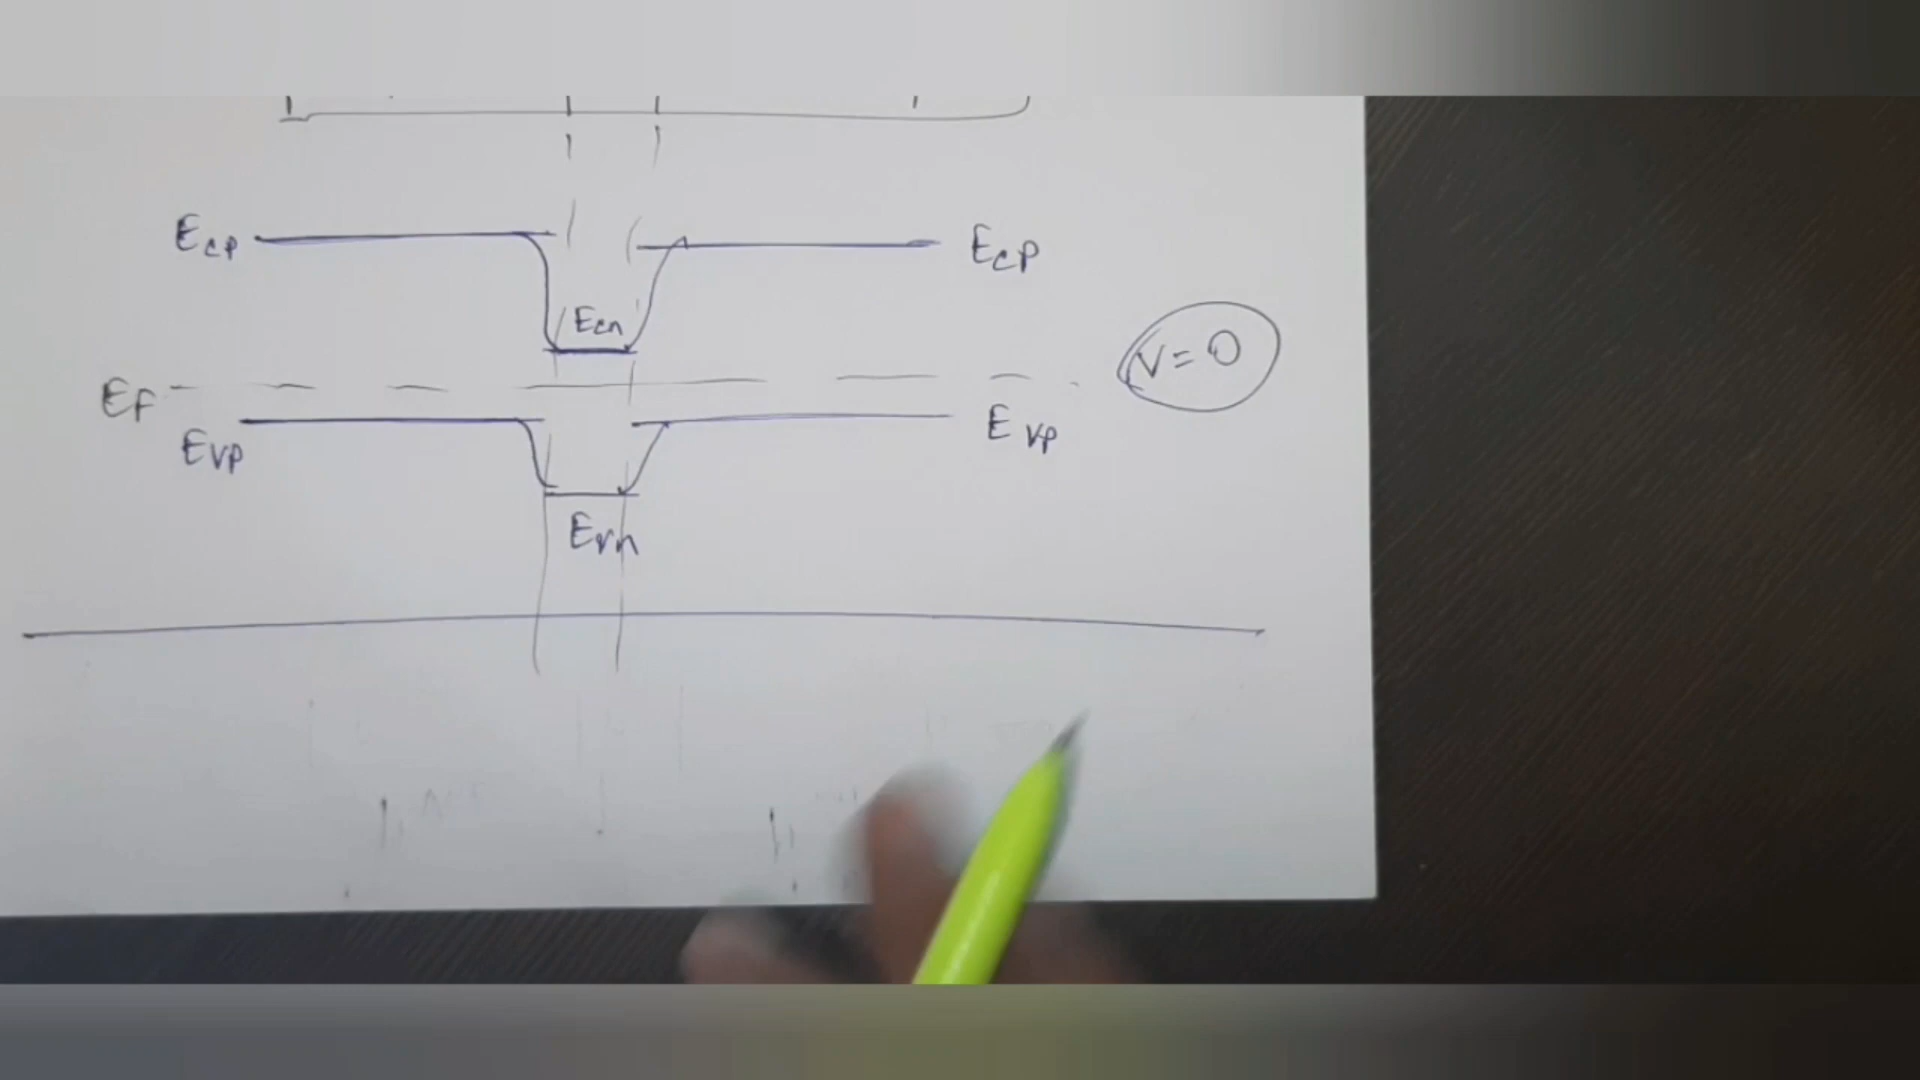 Ecp
Ecp
Ecn
V = 0
EF
Evp
Evp
Evn